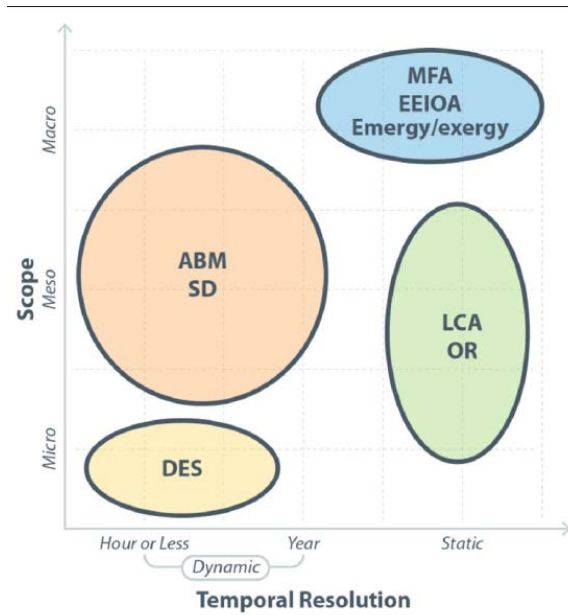 MFA
EEIOA
Emergy/exergy
ABM
SD
LCA
OR
DES
Macro
Meso
Micro
Scope
Hour or Less
Year
Static
Dynamic
Temporal Resolution